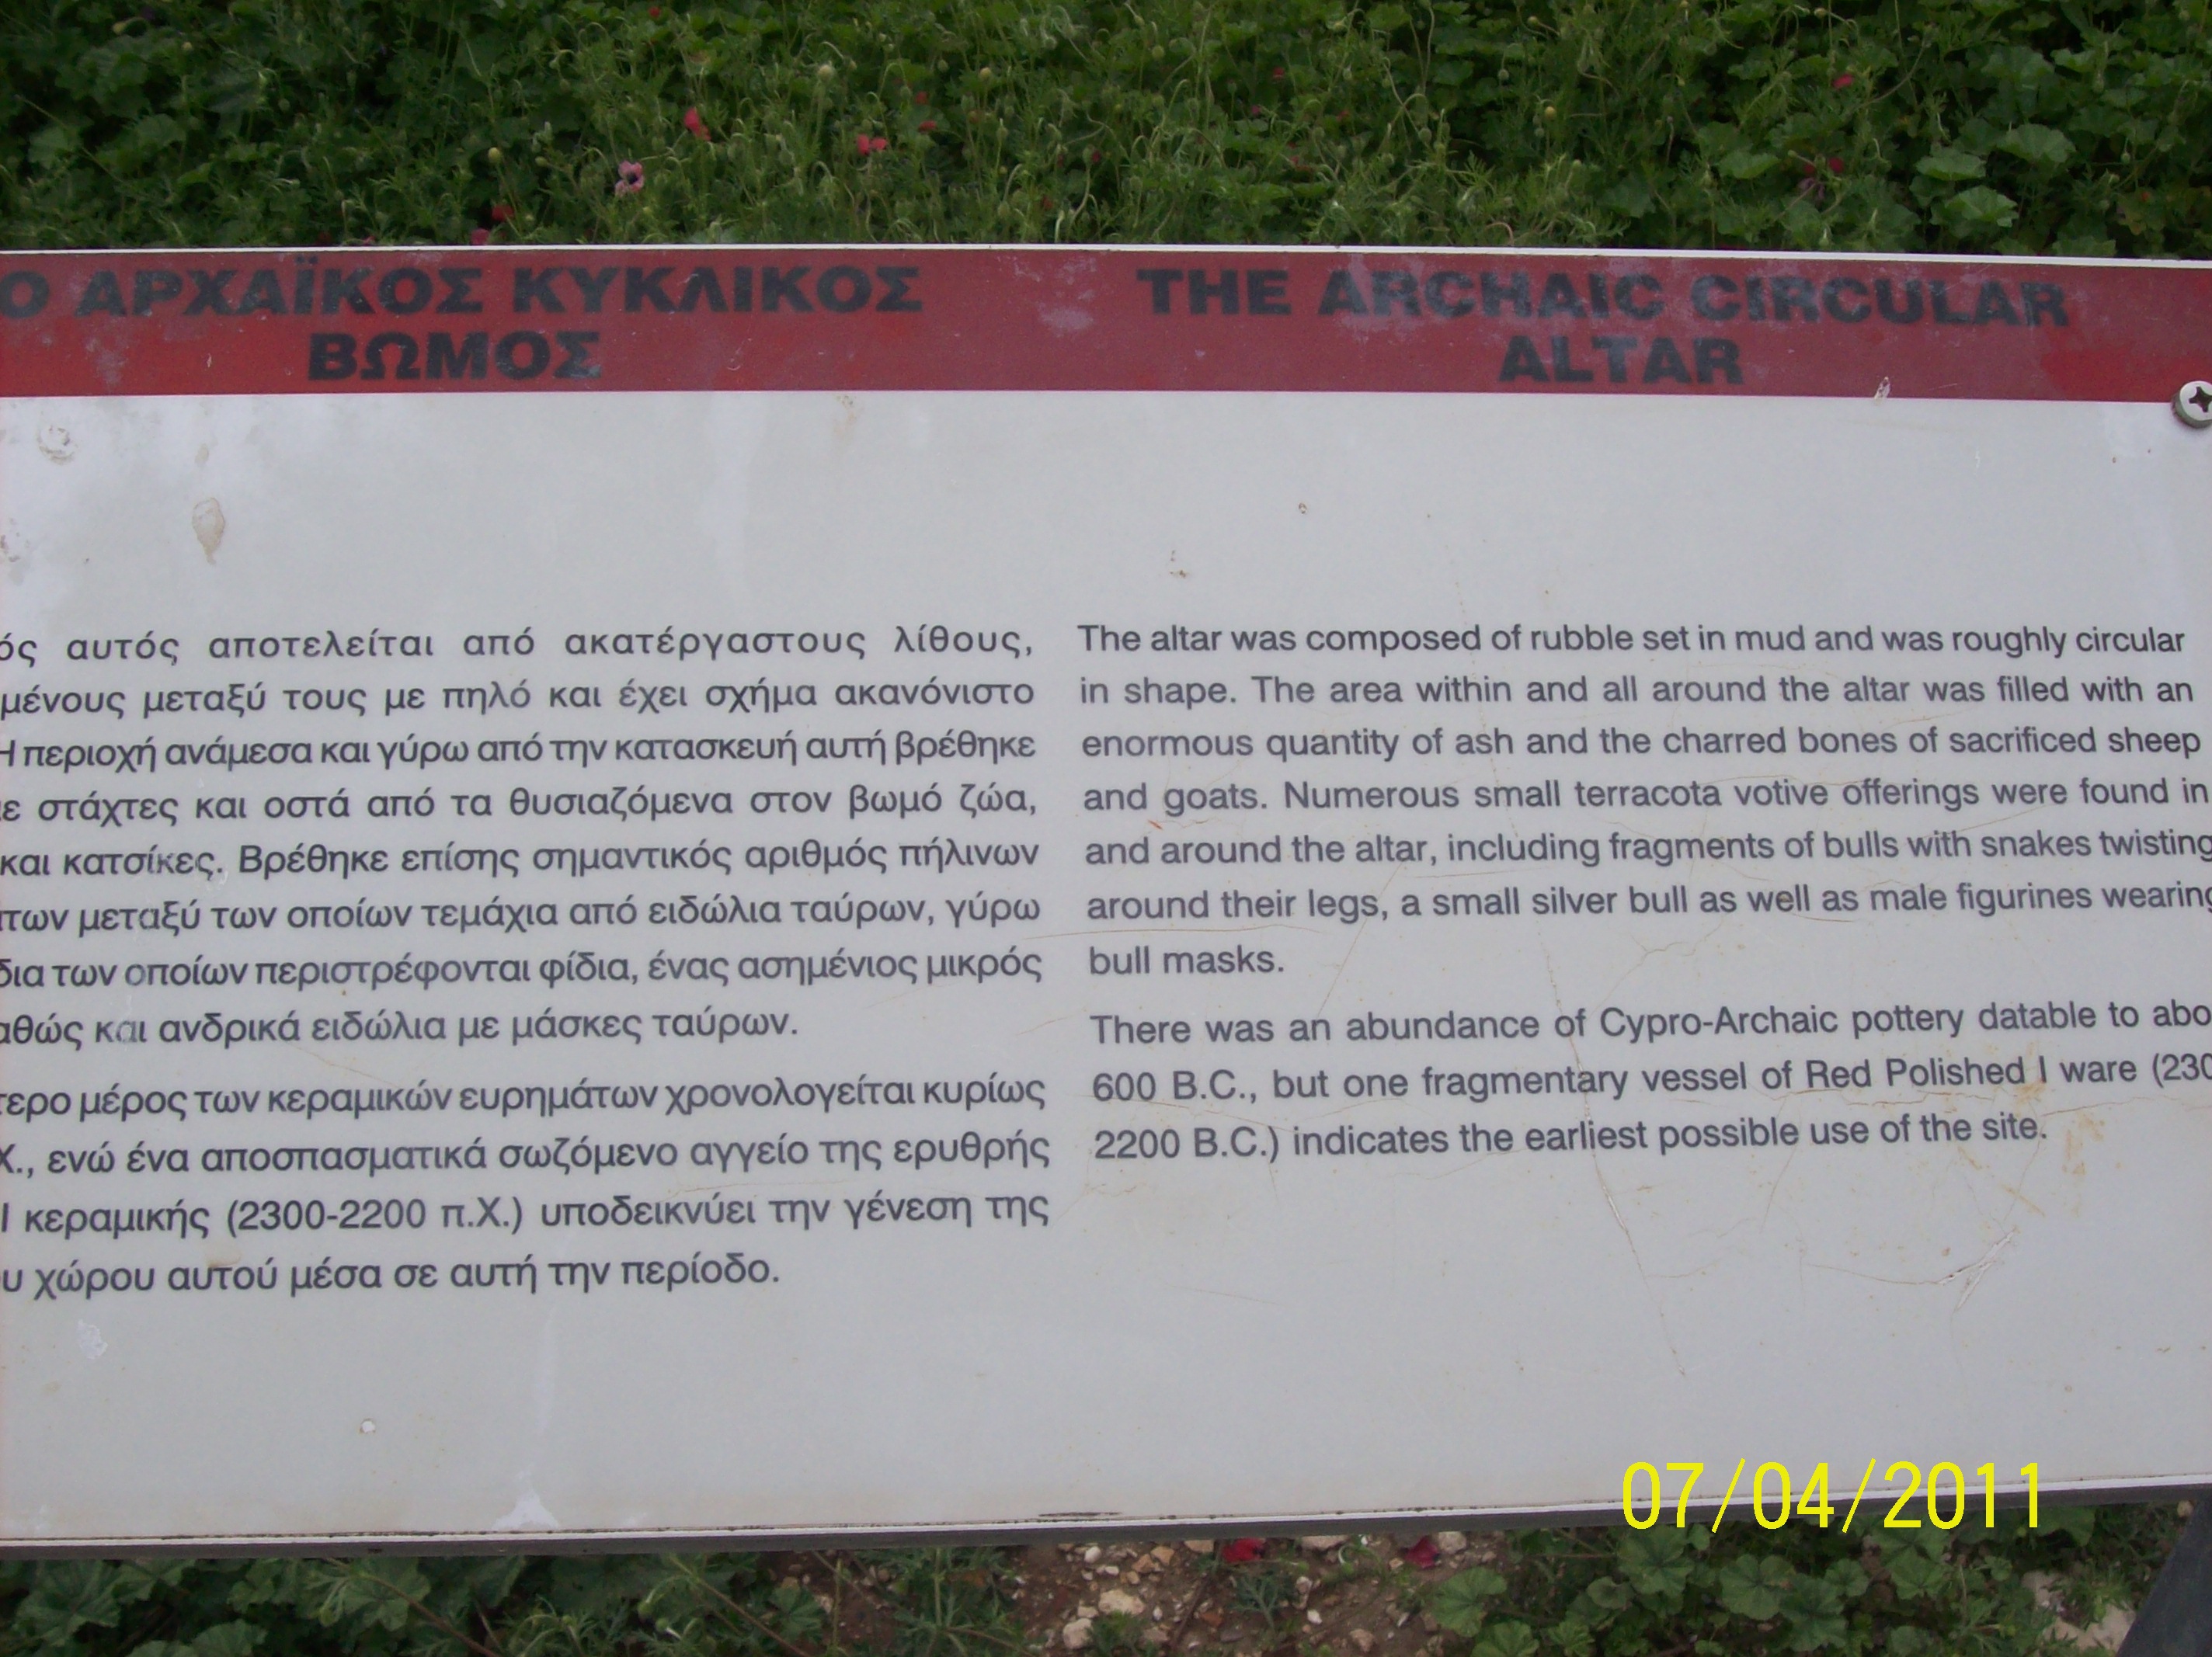 Ο ΑΡΧΑΪΚΟΣ ΚΥΚΛΙΚΟΣ
ΒΩΜΟΣ
αυτός αποτελείται από ακατέργαστους λίθους,
μεταξύ τους με πηλό και έχει σχήμα ακανόνιστο
Η περιοχή ανάμεσα και γύρω από την κατασκευή αυτή βρέθηκε
στάχτες και οστά από τα θυσιαζόμενα στον βωμό ζώα,
και κατσίκες. Βρέθηκε επίσης σημαντικός αριθμός πήλινων
μεταξύ των οποίων τεμάχια από ειδώλια ταύρων, γύρω
των οποίων περιστρέφονται φίδια, ένας ασημένιος μικρός
και ανδρικά ειδώλια με μάσκες ταύρων.
μέρος των κεραμικών ευρημάτων χρονολογείται κυρίως
Χ., ενώ ένα αποσπασματικά σωζόμενο αγγείο της ερυθρής
Ι κεραμικής (2300-2200 π.Χ.) υποδεικνύει την γένεση της
χώρου αυτού μέσα σε αυτή την περίοδο.
THE ARCHAIC CIRCULAR
ALTAR
The altar was composed of rubble set in mud and was roughly circular
in shape. The area within and all around the altar was filled with an
enormous quantity of ash and the charred bones of sacrificed sheep
and goats. Numerous small terracota votive offerings were found in
and around the altar, including fragments of bulls with snakes twisting
around their legs, a small silver bull as well as male figurines wearing
bull masks.
There was an abundance of Cypro-Archaic pottery datable to abo
600 B.C., but one fragmentary vessel of Red Polished I ware (230
2200 B.C.) indicates the earliest possible use of the site.
07/04/2011